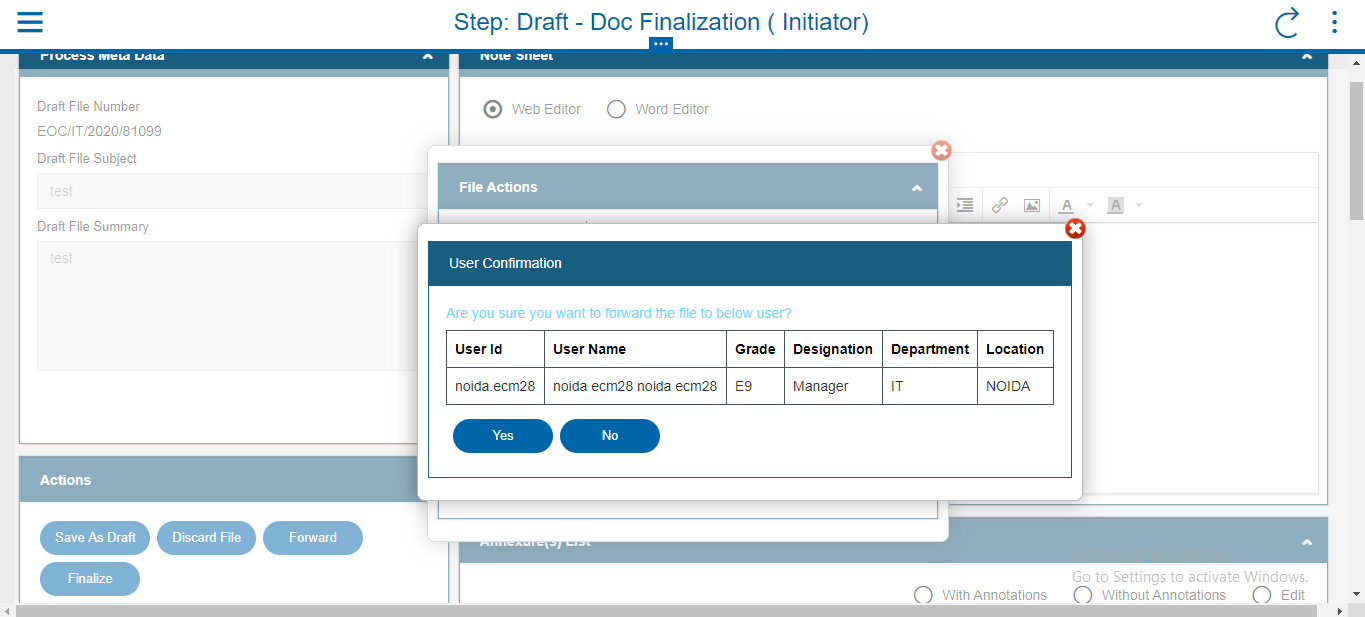 Step: Draft - Doc Finalization ( Initiator)
Process Meta Data
Note Sheet
Draft File Number
EOC/IT/2020/81099
Draft File Subject
test
Draft File Summary
test
Web Editor Word Editor
File Actions
User Confirmation
Are you sure you want to forward the file to below user?
User Id User Name Grade Designation Department Location
noida.ecm28 noida ecm28 noida ecm28 E9 Manager IT NOIDA
Yes No
Actions
Save As Draft Discard File Forward
Finalize
Annexure(s) List
Go to Settings to activate Windows.
With Annotations Without Annotations Edit